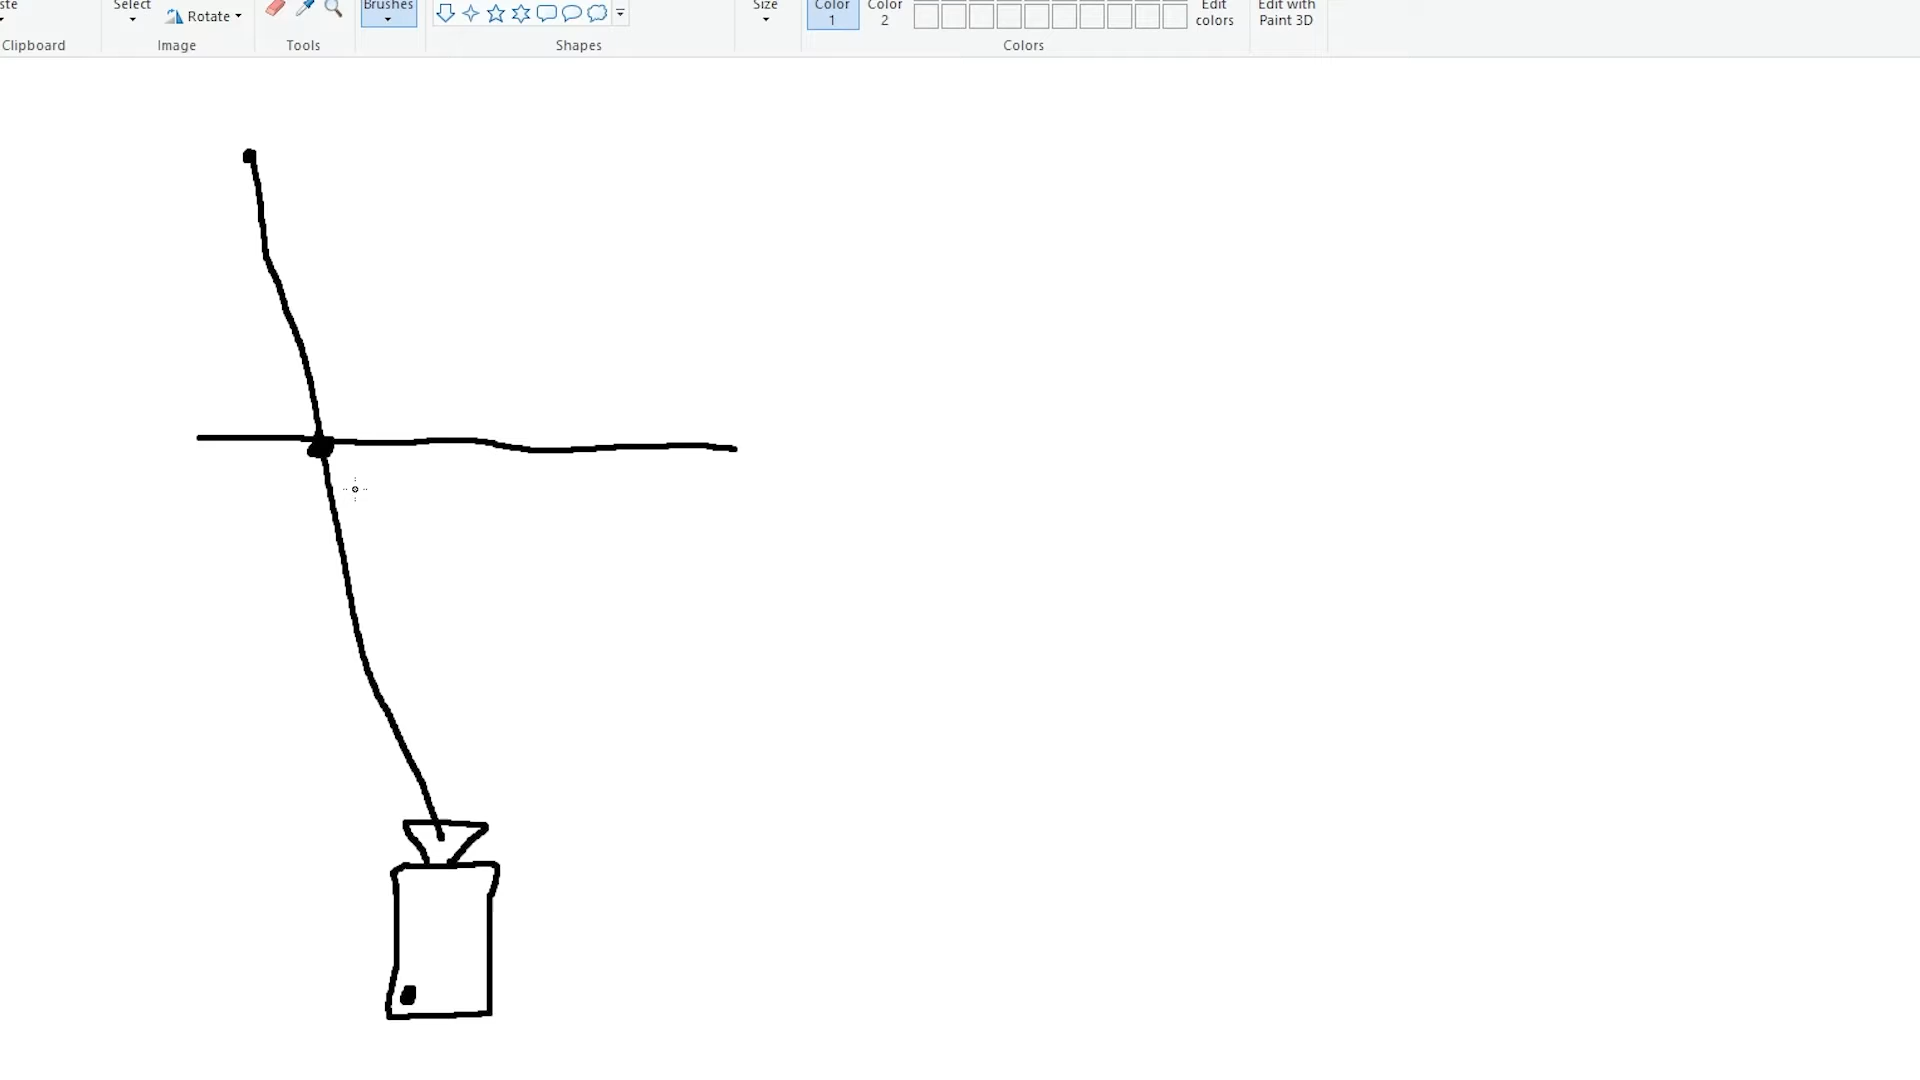 ste
Select
Rotate
Brushes
Size
Color
1
Color
2
Edit
colors
Edit with
Paint 3D
Clipboard
Image
Tools
Shapes
Colors